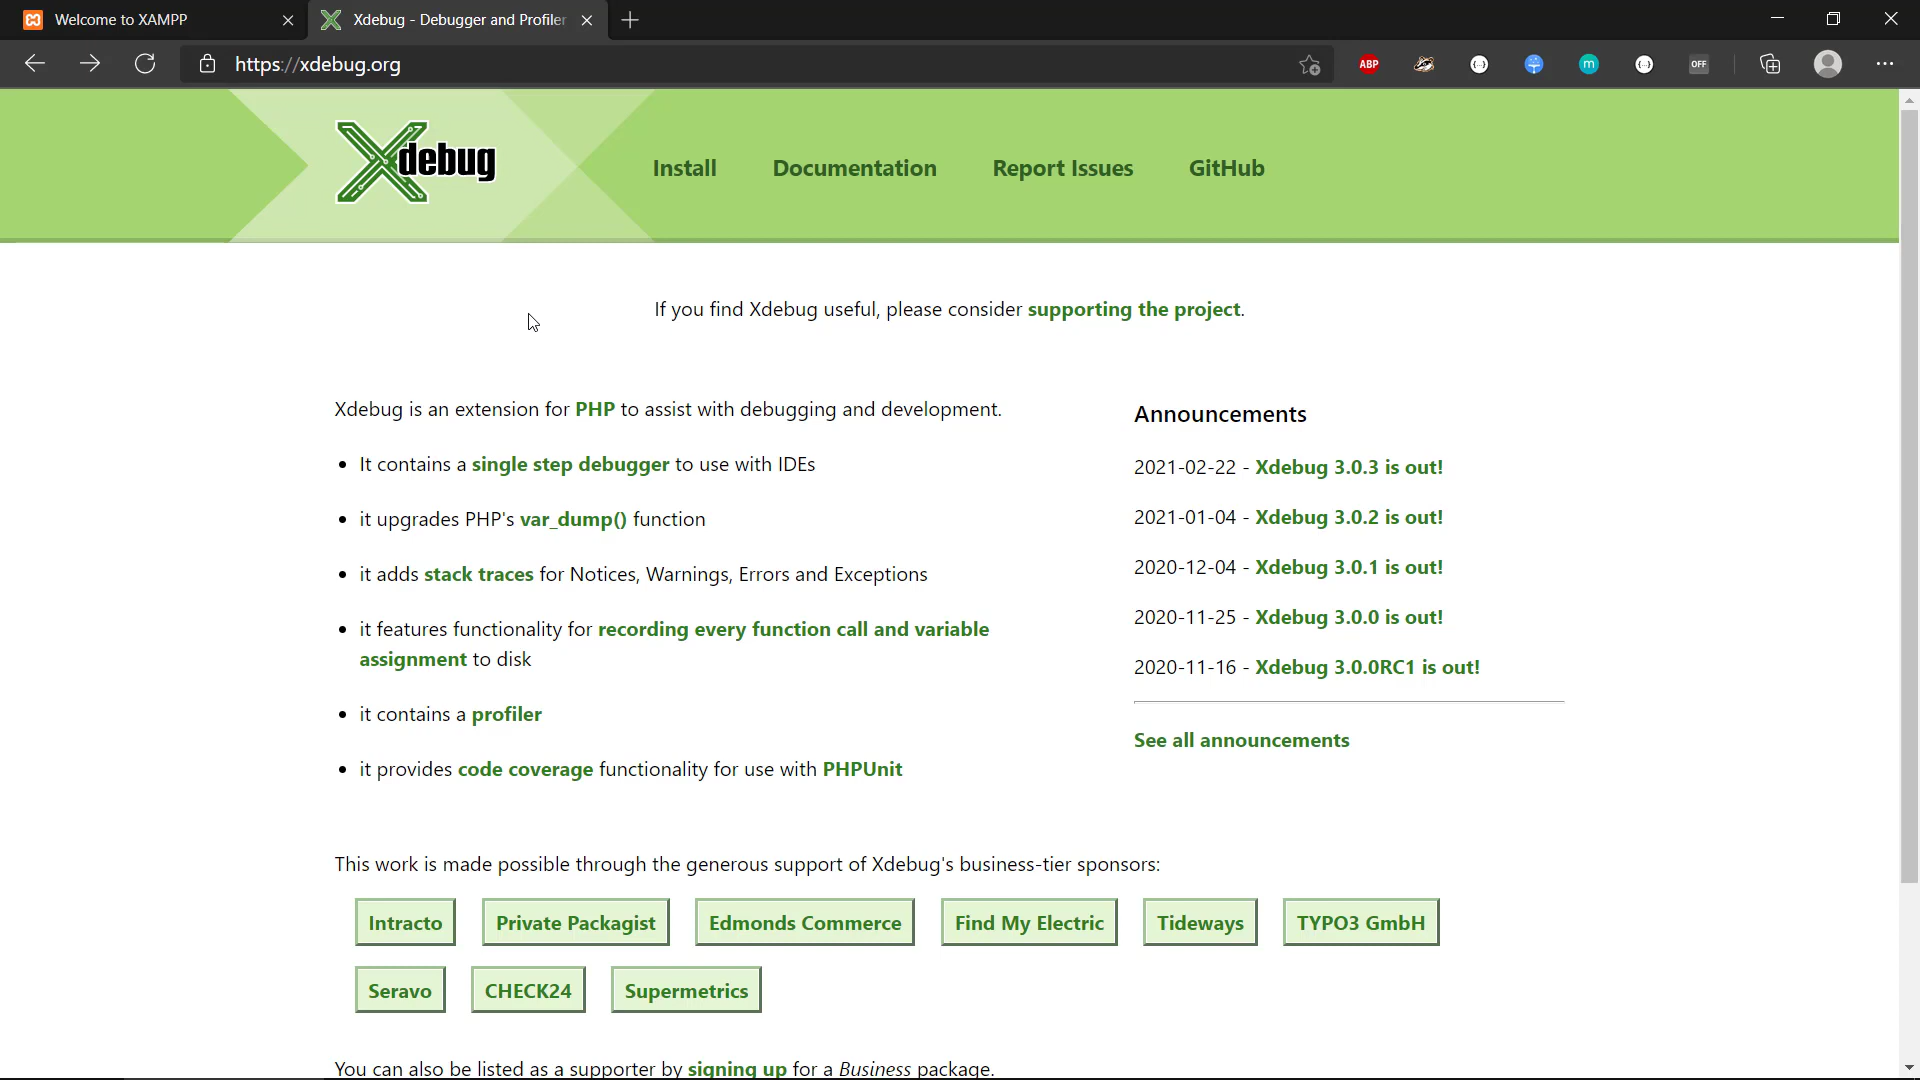 Welcome to XAMPP
Xdebug - Debugger and Profiler
https://xdebug.org
ABP
m
OFF
Xdebug
Install
Documentation
Report Issues
GitHub
If you find Xdebug useful, please consider supporting the project.
Xdebug is an extension for PHP to assist with debugging and development.
• It contains a single step debugger to use with IDEs
• it upgrades PHP's var_dump() function
• it adds stack traces for Notices, Warnings, Errors and Exceptions
• it features functionality for recording every function call and variable
assignment to disk
• it contains a profiler
• it provides code coverage functionality for use with PHPUnit
Announcements
2021-02-22 - Xdebug 3.0.3 is out!
2021-01-04 - Xdebug 3.0.2 is out!
2020-12-04 - Xdebug 3.0.1 is out!
2020-11-25 - Xdebug 3.0.0 is out!
2020-11-16 - Xdebug 3.0.0RC1 is out!
See all announcements
This work is made possible through the generous support of Xdebug's business-tier sponsors:
Intracto
Private Packagist
Edmonds Commerce
Find My Electric
Tideways
TYPO3 GmbH
Seravo
CHECK24
Supermetrics
You can also be listed as a supporter by signing up for a Business package.